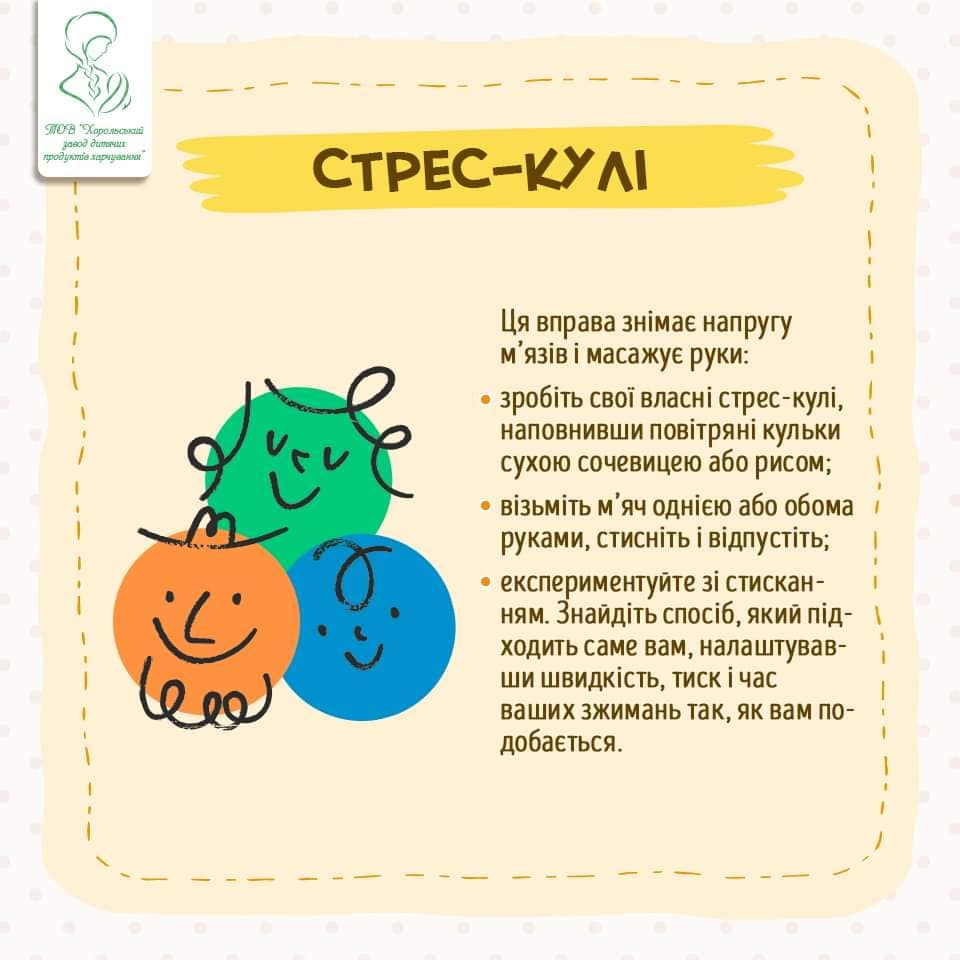 ТОВ "Хорольський
завод дитячих
продуктів харчування"
СТРЕС-КУЛІ
Ця вправа знімає напругу
м’язів і масажує руки:
• зробіть свої власні стрес-кулі,
наповнивши повітряні кульки
сухою сочевицею або рисом;
• візьміть м’яч однією або обома
руками, стисніть і відпустіть;
• експериментуйте зі стискан-
ням. Знайдіть спосіб, який під-
ходить саме вам, налаштував-
ши швидкість, тиск і час
ваших зжимань так, як вам по-
добається.